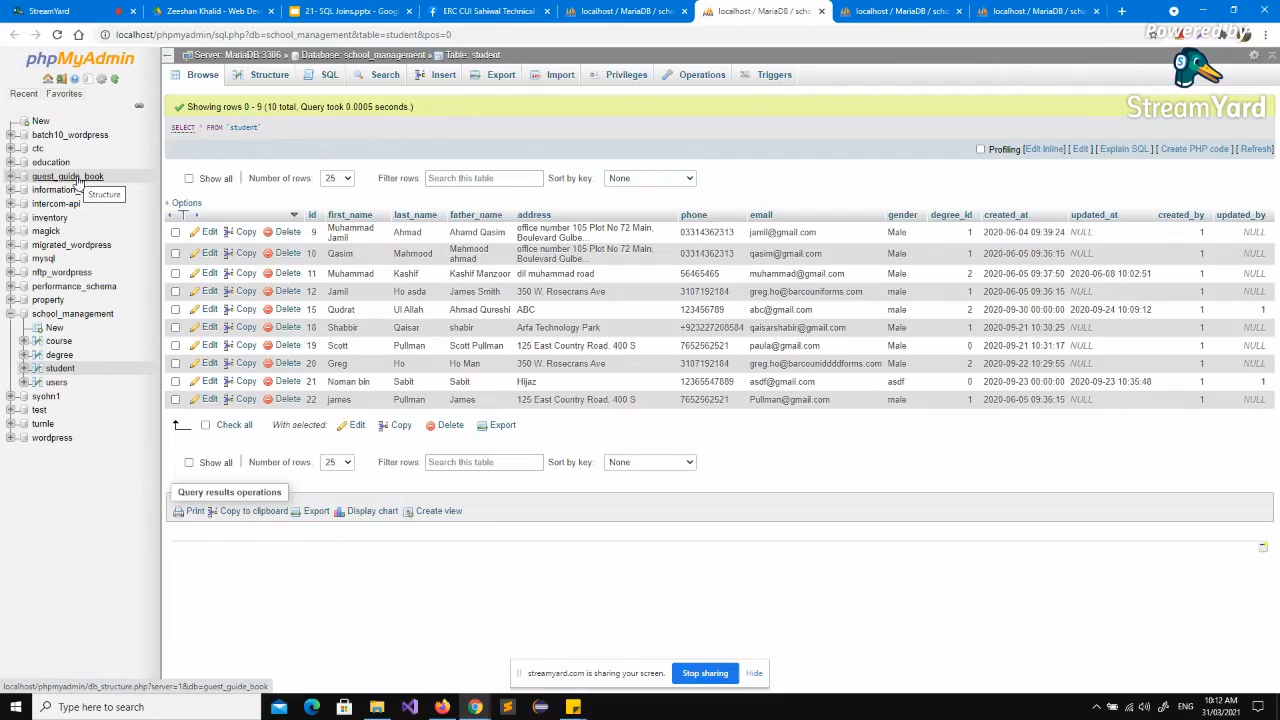 StreamYard
Zeeshan Khalid - Web Dev
21- SQL Joins.pptx - Goog
ERC CUI Sahiwal Technical
localhost / MariaDB / scho
localhost / MariaDB / scho
localhost / MariaDB / scho
localhost / MariaDB / scho
localhost/phpmyadmin/sql.php?db=school_management&table=student&pos=0
Powered by
StreamYard
phpMyAdmin
Recent Favorites
New
batch10_wordpress
ctc
education
guest_guide_book
information
Structure
intercom-api
inventory
magick
migrated_wordpress
mysql
nftp_wordpress
performance_schema
property
school_management
New
course
degree
student
users
syohn1
test
turnle
wordpress
Server: MariaDB:3306 » Database: school_management » Table: student
Browse Structure SQL Search Insert Export Import Privileges Operations Triggers
Showing rows 0 - 9 (10 total, Query took 0.0005 seconds.)
SELECT * FROM `student`
Profiling [Edit inline] [ Edit ] [ Explain SQL ] [ Create PHP code ] [ Refresh]
Show all Number of rows: 25 Filter rows: Search this table Sort by key: None
+ Options
id first_name last_name father_name address phone email gender degree_id created_at updated_at created_by updated_by
Edit Copy Delete 9 Muhammad Jamil Ahmad Ahamd Qasim office number 105 Plot No 72 Main, Boulevard Gulbe... 03314362313 jamil@gmail.com Male 1 2020-06-04 09:39:24 NULL 1 NULL
Edit Copy Delete 10 Qasim Mahmood Mahmood ahmad office number 105 Plot No 72 Main, Boulevard Gulbe... 03314362313 qasim@gmail.com Male 1 2020-06-05 09:36:15 NULL 1 NULL
Edit Copy Delete 11 Muhammad Kashif Kashif Manzoor dil muhammad road 56465465 muhammad@gmail.com Male 2 2020-06-05 09:37:50 2020-06-08 10:02:51 1 NULL
Edit Copy Delete 12 Jamil Ho asda James Smith 350 W. Rosecrans Ave 3107192184 greg.ho@barcouniforms.com Male 1 2020-06-05 09:36:15 NULL 1 NULL
Edit Copy Delete 15 Qudrat Ul Allah Ahmad Qureshi ABC 123456789 abc@gmail.com male 2 2020-09-30 00:00:00 2020-09-24 10:09:12 1 1
Edit Copy Delete 18 Shabbir Qaisar shabir Arfa Technology Park +923227208584 qaisarshabir@gmail.com Male 1 2020-09-21 10:30:25 NULL 1 NULL
Edit Copy Delete 19 Scott Pullman Scott Pullman 125 East Country Road, 400 S 7652562521 paula@gmail.com Male 0 2020-09-21 10:31:17 NULL 1 NULL
Edit Copy Delete 20 Greg Ho Ho Man 350 W. Rosecrans Ave 3107192184 greg.ho@barcounidddforms.com Male 2 2020-09-22 10:29:55 NULL 1 NULL
Edit Copy Delete 21 Noman bin Sabit Sabit Hijaz 12365547889 asdf@gmail.com asdf 0 2020-09-23 00:00:00 2020-09-23 10:35:48 1 1
Edit Copy Delete 22 james Pullman James 125 East Country Road, 400 S 7652562521 Pullman@gmail.com male 1 2020-06-05 09:36:15 NULL 1 NULL
Check all With selected: Edit Copy Delete Export
Show all Number of rows: 25 Filter rows: Search this table Sort by key: None
Query results operations
Print Copy to clipboard Export Display chart Create view
streamyard.com is sharing your screen. Stop sharing Hide
localhost/phpmyadmin/db_structure.php?server=1&db=guest_guide_book
Type here to search
ENG
10:12 AM
31/03/2021